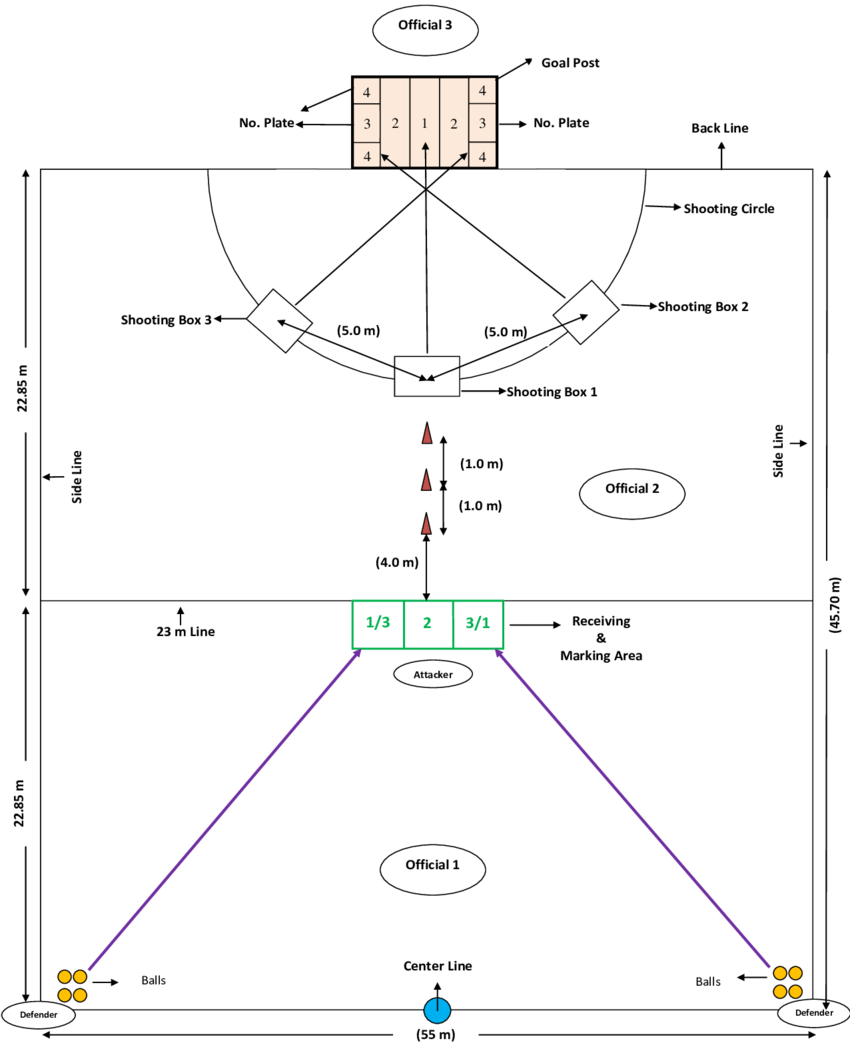 Official 3
Goal Post
4
4
No. Plate
3
2
1
2
3
No. Plate
4
4
Back Line
Shooting Circle
Shooting Box 3
(5.0 m)
(5.0 m)
Shooting Box 2
Shooting Box 1
22.85 m
Side Line
(1.0 m)
(1.0 m)
Official 2
Side Line
(4.0 m)
(45.70 m)
23 m Line
1/3
2
3/1
Receiving
&
Marking Area
Attacker
22.85 m
Official 1
Balls
Center Line
Balls
Defender
Defender
(55 m)